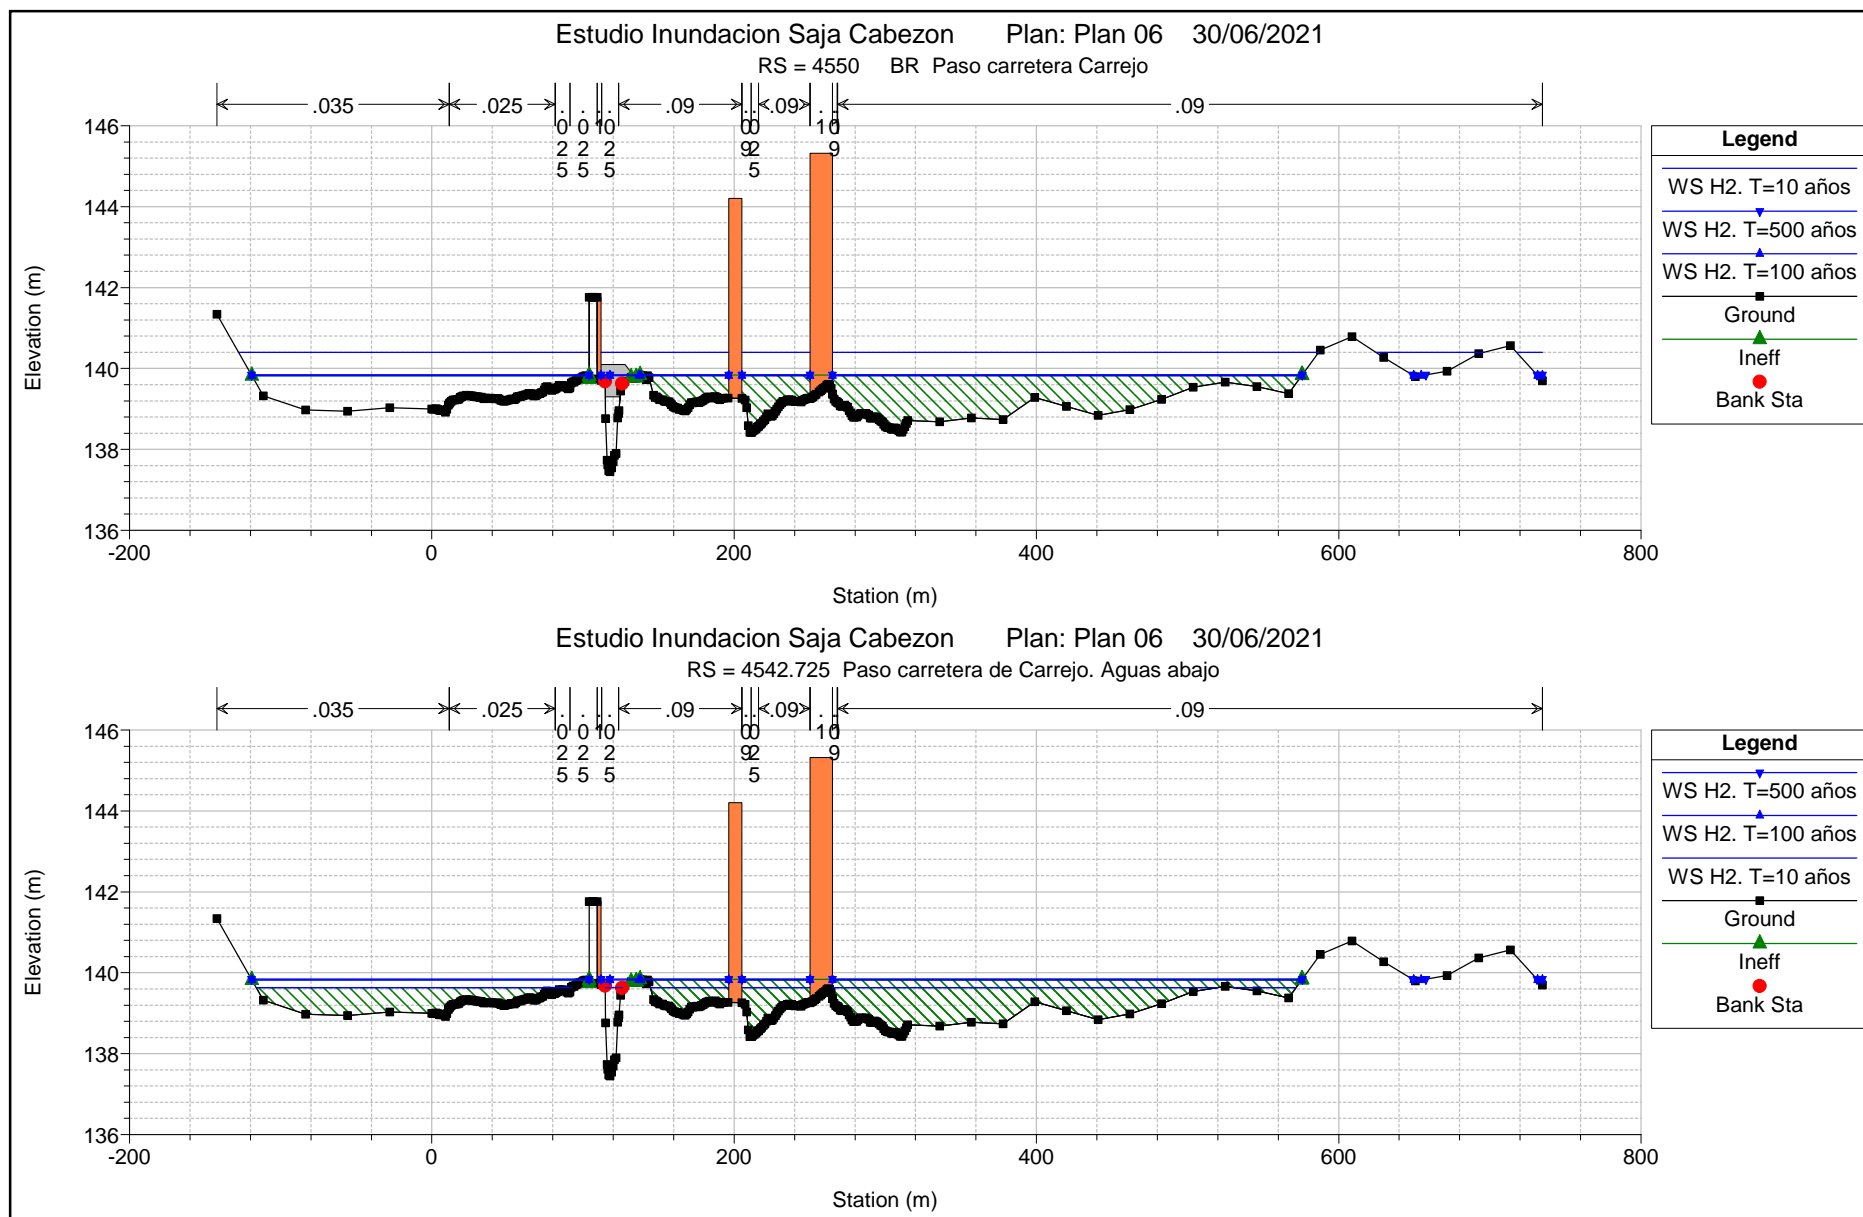 Estudio Inundacion Saja Cabezon Plan: Plan 06 30/06/2021
RS = 4550 BR Paso carretera Carrejo
.035
.025
.025
.025
.09
.09
.09
146
144
142
140
138
136
Elevation (m)
-200
0
200
400
600
800
Station (m)
Legend
WS H2. T=10 años
WS H2. T=500 años
WS H2. T=100 años
Ground
Ineff
Bank Sta
Estudio Inundacion Saja Cabezon Plan: Plan 06 30/06/2021
RS = 4542.725 Paso carretera de Carrejo. Aguas abajo
.035
.025
.025
.025
.09
.09
.09
146
144
142
140
138
136
Elevation (m)
-200
0
200
400
600
800
Station (m)
Legend
WS H2. T=500 años
WS H2. T=100 años
WS H2. T=10 años
Ground
Ineff
Bank Sta